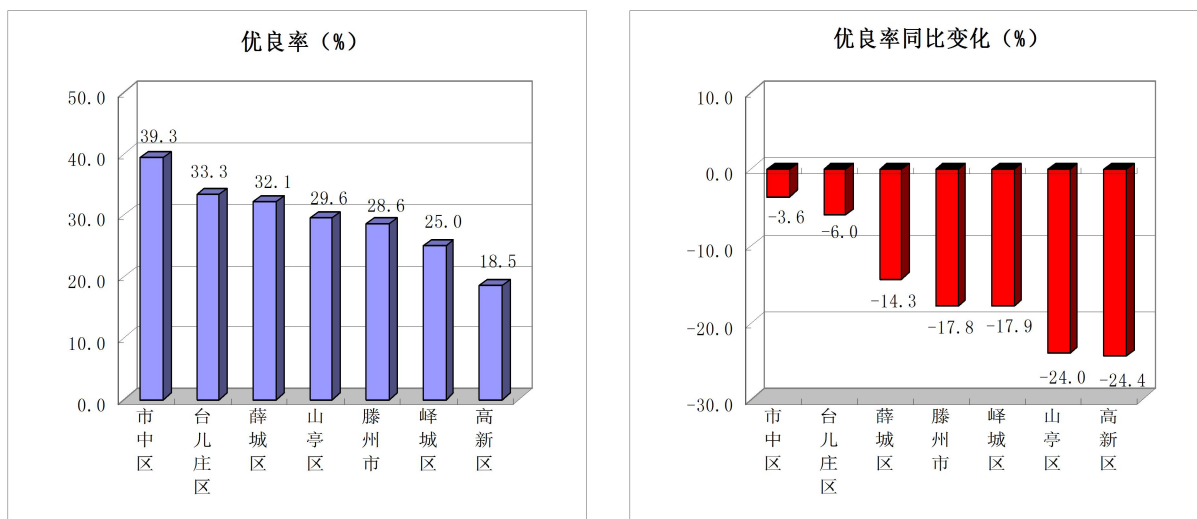 优良率（%）
50.0
40.0
30.0
20.0
10.0
0.0
39.3
33.3
32.1
29.6
28.6
25.0
18.5
市中区
台儿庄区
薛城区
山亭区
滕州市
峄城区
高新区
优良率同比变化（%）
10.0
0.0
-10.0
-20.0
-30.0
-3.6
-6.0
-14.3
-17.8
-17.9
-24.0
-24.4
市中区
台儿庄区
薛城区
滕州市
峄城区
山亭区
高新区